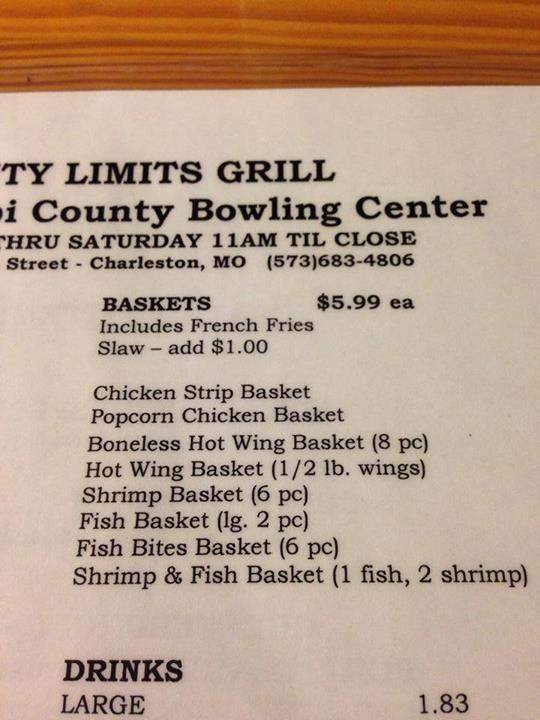 TY LIMITS GRILL
pi County Bowling Center
THRU SATURDAY 11AM TIL CLOSE
Street - Charleston, MO (573)683-4806
BASKETS $5.99 ea
Includes French Fries
Slaw – add $1.00
Chicken Strip Basket
Popcorn Chicken Basket
Boneless Hot Wing Basket (8 pc)
Hot Wing Basket (1/2 lb. wings)
Shrimp Basket (6 pc)
Fish Basket (lg. 2 pc)
Fish Bites Basket (6 pc)
Shrimp & Fish Basket (1 fish, 2 shrimp)
DRINKS
LARGE 1.83